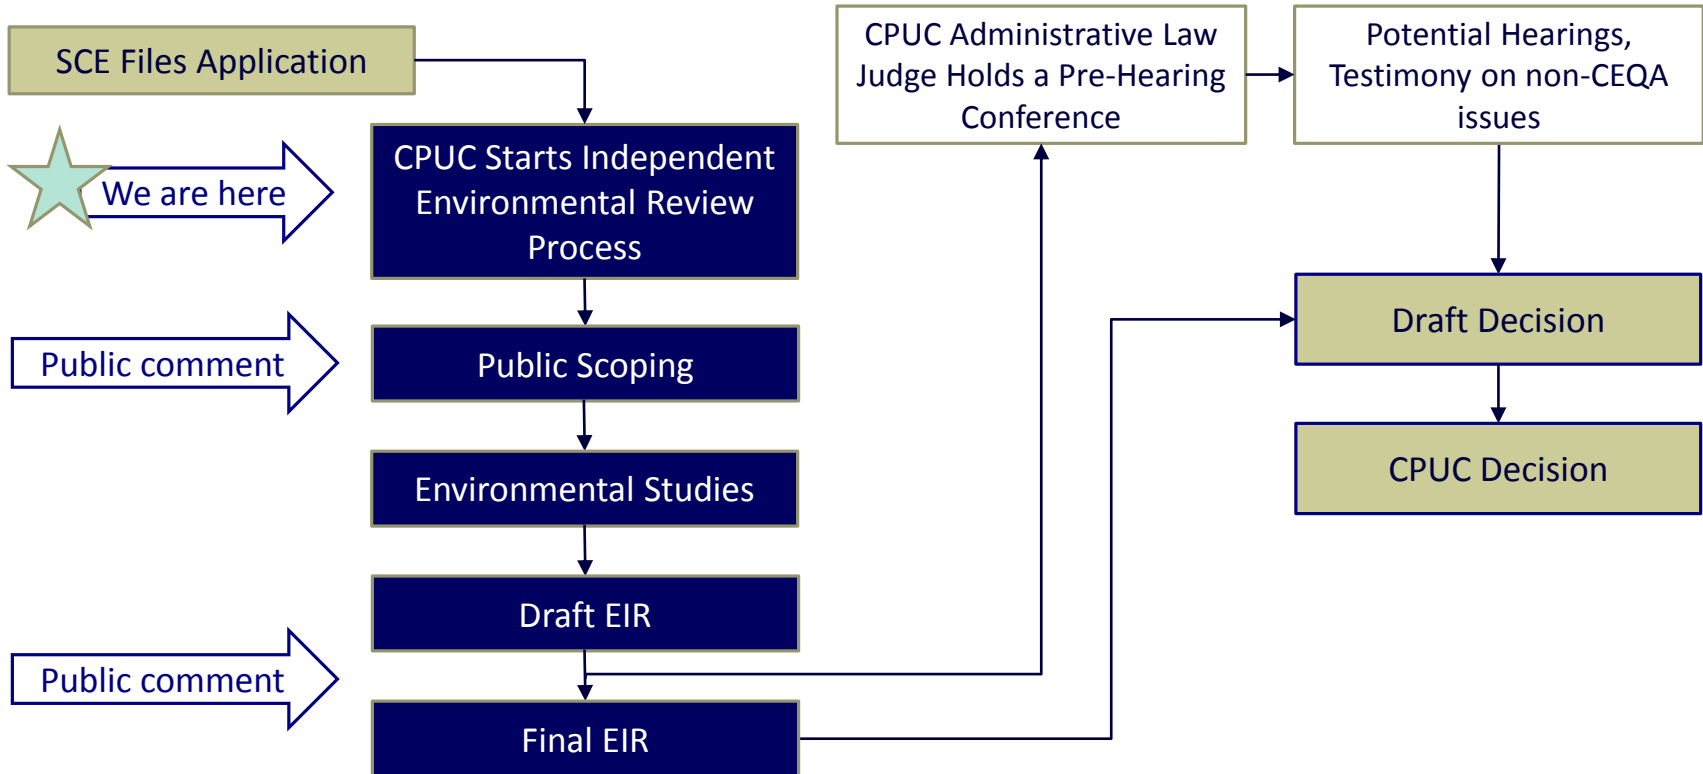 SCE Files Application
We are here
CPUC Starts Independent
Environmental Review
Process
Public comment
Public Scoping
Environmental Studies
Draft EIR
Public comment
Final EIR
CPUC Administrative Law
Judge Holds a Pre-Hearing
Conference
Potential Hearings,
Testimony on non-CEQA
issues
Draft Decision
CPUC Decision